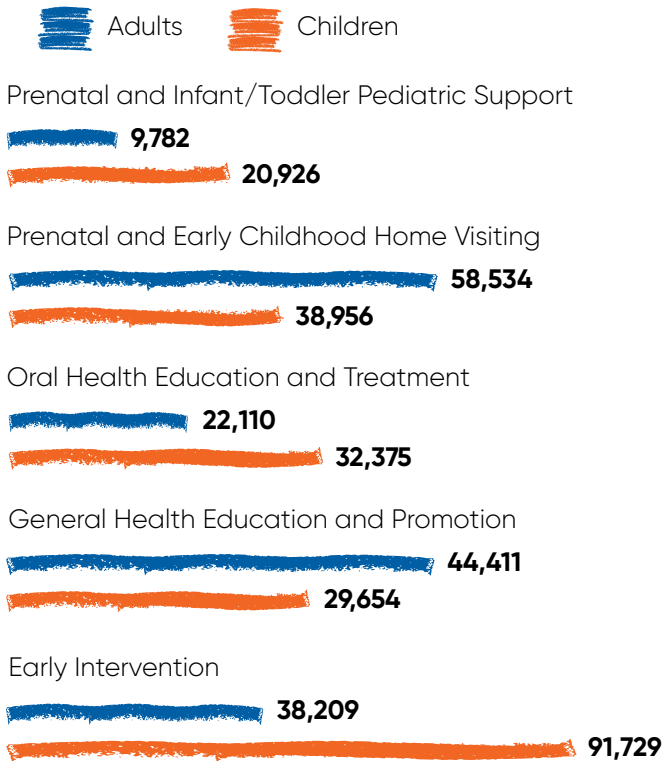 Adults Children
Prenatal and Infant/Toddler Pediatric Support
9,782
20,926
Prenatal and Early Childhood Home Visiting
58,534
38,956
Oral Health Education and Treatment
22,110
32,375
General Health Education and Promotion
44,411
29,654
Early Intervention
38,209
91,729